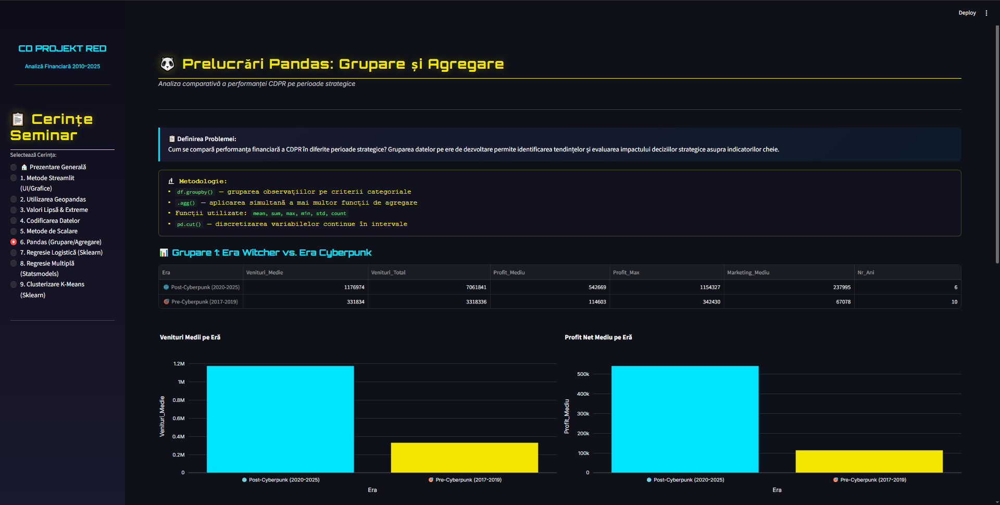 Deploy
CD PROJEKT RED
Analiză Financiară 2010–2025
Cerințe
Seminar
Selectează Cerința:
Prezentare Generală
1. Metode Streamlit
(UI/Grafice)
2. Utilizarea Geopandas
3. Valori Lipsă & Extreme
4. Codificarea Datelor
5. Metode de Scalare
6. Pandas (Grupare/Agregare)
7. Regresie Logistică (Sklearn)
8. Regresie Multiplă
(Statsmodels)
9. Clusterizare K-Means
(Sklearn)
Prelucrări Pandas: Grupare și Agregare
Analiza comparativă a performanței CDPR pe perioade strategice
Definirea Problemei:
Cum se compară performanța financiară a CDPR în diferite perioade strategice? Gruparea datelor pe ere de dezvoltare permite identificarea tendințelor și evaluarea impactului deciziilor strategice asupra indicatorilor cheie.
Metodologie:
• df.groupby() — gruparea observațiilor pe criterii categoriale
• .agg() — aplicarea simultană a mai multor funcții de agregare
• Funcții utilizate: mean, sum, max, min, std, count
• pd.cut() — discretizarea variabilelor continue în intervale
Grupare 1: Era Witcher vs. Era Cyberpunk
Era Venituri_Medie Venituri_Total Profit_Mediu Profit_Max Marketing_Mediu Nr_Ani
Post-Cyberpunk (2020-2025) 1176974 7061841 542669 1154327 237995 6
Pre-Cyberpunk (2017-2019) 331834 3318336 114603 342430 67078 10
Venituri Medii pe Eră
1.2M
1M
0.8M
0.6M
0.4M
0.2M
0
Venituri_Medie
Post-Cyberpunk (2020-2025)
Pre-Cyberpunk (2017-2019)
Era
Profit Net Mediu pe Eră
500k
400k
300k
200k
100k
0
Profit_Mediu
Post-Cyberpunk (2020-2025)
Pre-Cyberpunk (2017-2019)
Era